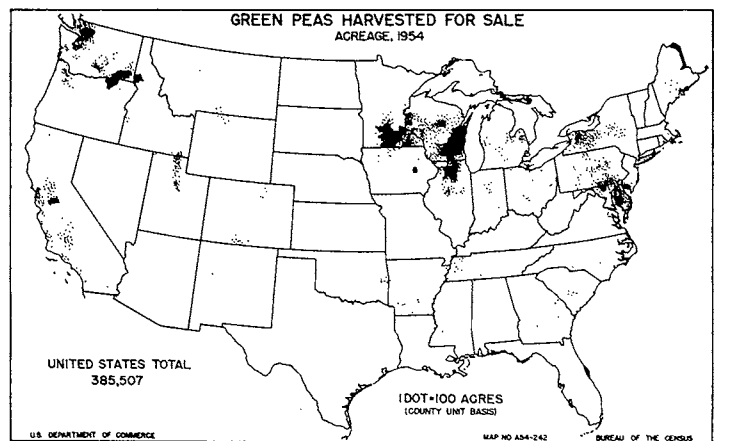 GREEN PEAS HARVESTED FOR SALE
ACREAGE, 1954
UNITED STATES TOTAL
385,507
1 DOT=100 ACRES
(COUNTY UNIT BASIS)
U.S. DEPARTMENT OF COMMERCE
MAP NO A54-242
BUREAU OF THE CENSUS